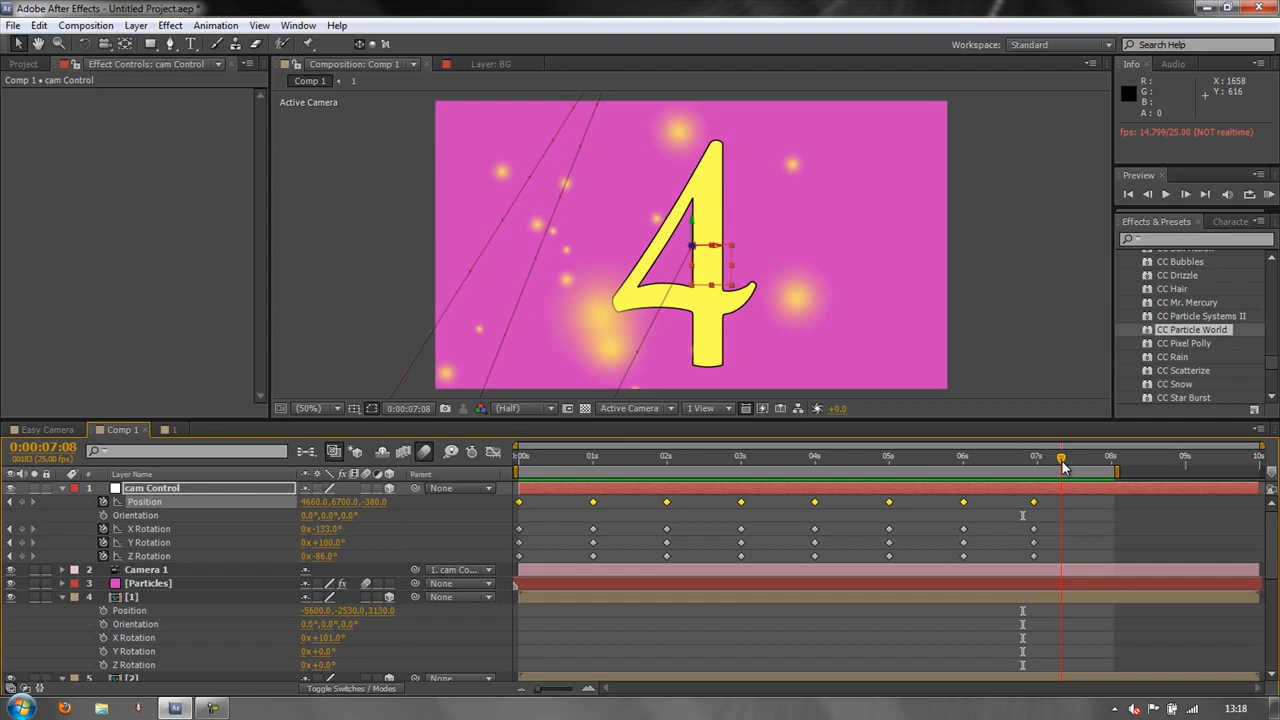 Adobe After Effects - Untitled Project.aep *
File Edit Composition Layer Effect Animation View Window Help
Workspace: Standard Search Help
Project Effect Controls: cam Control Composition: Comp 1 Layer: BG Info Audio
Comp 1 • cam Control
Comp 1 1
Active Camera
R : X : 1658
G : Y : 616
B :
A : 0
fps: 14.799/25.00 (NOT realtime)
Preview
Effects & Presets Characte
CC Bubbles
CC Drizzle
CC Hair
CC Mr. Mercury
CC Particle Systems II
CC Particle World
CC Pixel Polly
CC Rain
CC Scatterize
CC Snow
CC Star Burst
4
(50%) 0:00:07:08 (Half) Active Camera 1 View +0.0
Easy Camera Comp 1 1
0:00:07:08
00183 (25.00 fps)
:00s 01s 02s 03s 04s 05s 06s 07s 08s 09s 10s
# Layer Name Parent
1 cam Control None
Position 4660.0,6700.0,-380.0
Orientation 0.0°,0.0°,0.0°
X Rotation 0x-133.0°
Y Rotation 0x+100.0°
Z Rotation 0x-86.0°
2 Camera 1 1. cam Co...
3 [Particles] None
4 [1] None
Position -5600.0,-2530.0,3130.0
Orientation 0.0°,0.0°,0.0°
X Rotation 0x+101.0°
Y Rotation 0x+0.0°
Z Rotation 0x+0.0°
5 [2] None
Toggle Switches / Modes
13:18